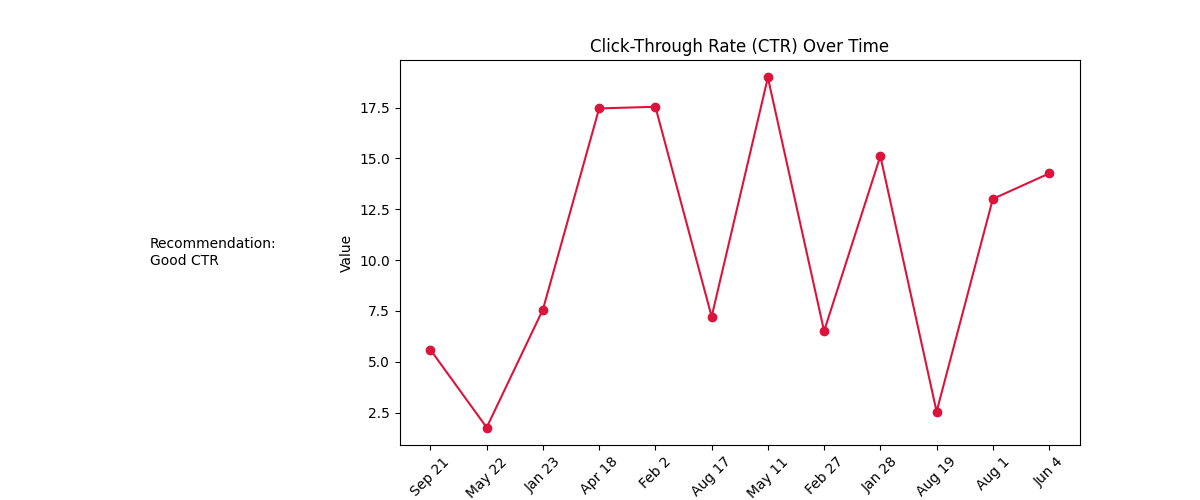 Click-Through Rate (CTR) Over Time
Recommendation:
Good CTR
Value
17.5
15.0
12.5
10.0
7.5
5.0
2.5
Sep 21
May 22
Jan 23
Apr 18
Feb 2
Aug 17
May 11
Feb 27
Jan 28
Aug 19
Aug 1
Jun 4